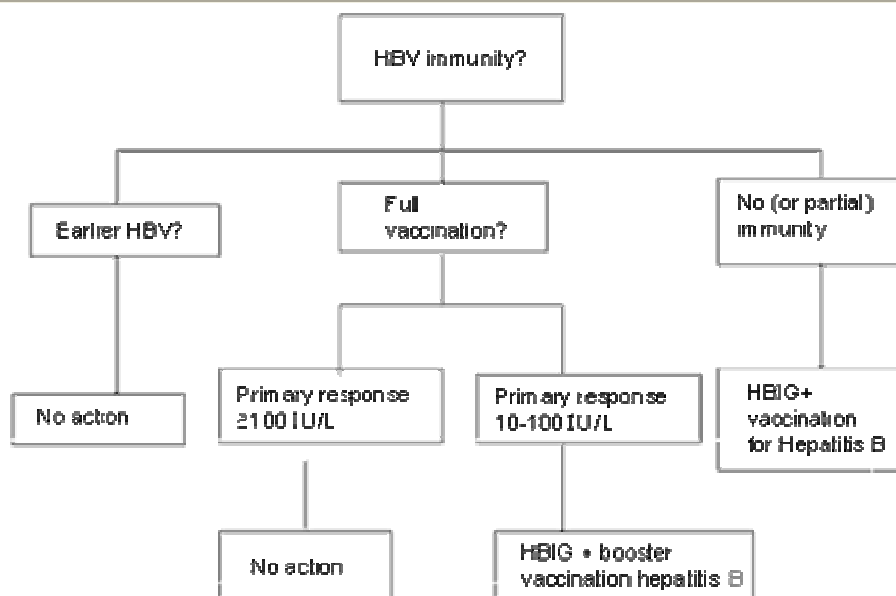 HBV immunity?
Earlier HBV?
Full
vaccination?
No (or partial)
immunity
No action
Primary response
≥100 IU/L
Primary response
10-100 IU/L
HBIG+
vaccination
for Hepatitis B
No action
HBIG + booster
vaccination hepatitis B